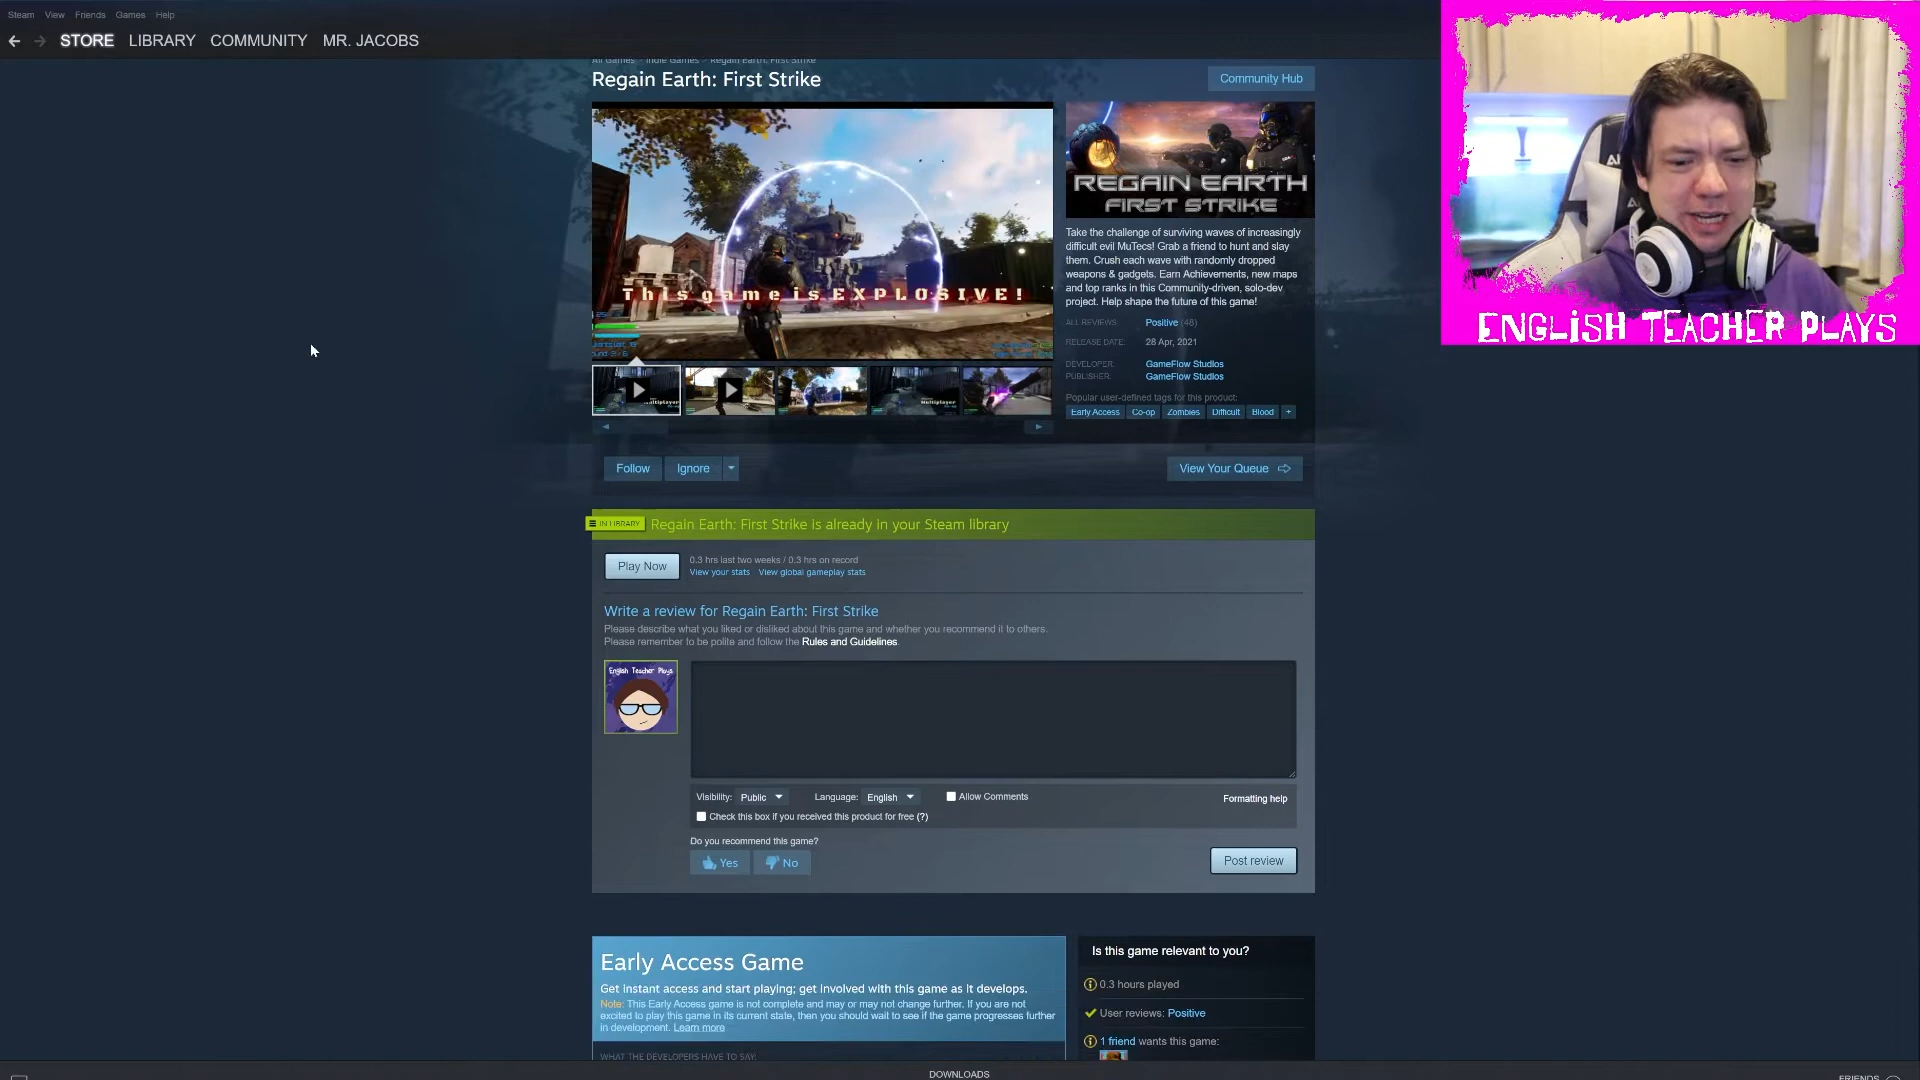 Steam View Friends Games Help
STORE LIBRARY COMMUNITY MR. JACOBS
All Games Indie Games Regain Earth: First Strike
Regain Earth: First Strike
Community Hub
This game is EXPLOSIVE!
REGAIN EARTH
FIRST STRIKE
Take the challenge of surviving waves of increasingly
difficult evil MuTecs! Grab a friend to hunt and slay
them. Crush each wave with randomly dropped
weapons & gadgets. Earn Achievements, new maps
and top ranks in this Community-driven, solo-dev
project. Help shape the future of this game!
ALL REVIEWS: Positive (48)
RELEASE DATE: 28 Apr, 2021
DEVELOPER: GameFlow Studios
PUBLISHER: GameFlow Studios
Popular user-defined tags for this product:
Early Access Co-op Zombies Difficult Blood +
ENGLISH TEACHER PLAYS
Follow Ignore
View Your Queue
IN LIBRARY
Regain Earth: First Strike is already in your Steam library
Play Now
0.3 hrs last two weeks / 0.3 hrs on record
View your stats View global gameplay stats
Write a review for Regain Earth: First Strike
Please describe what you liked or disliked about this game and whether you recommend it to others.
Please remember to be polite and follow the Rules and Guidelines.
English Teacher Plays
Visibility: Public Language: English Allow Comments
Formatting help
Check this box if you received this product for free (?)
Do you recommend this game?
Yes No
Post review
Early Access Game
Get instant access and start playing; get involved with this game as it develops.
Note: This Early Access game is not complete and may or may not change further. If you are not
excited to play this game in its current state, then you should wait to see if the game progresses further
in development. Learn more
WHAT THE DEVELOPERS HAVE TO SAY:
Is this game relevant to you?
0.3 hours played
User reviews: Positive
1 friend wants this game:
DOWNLOADS
FRIENDS